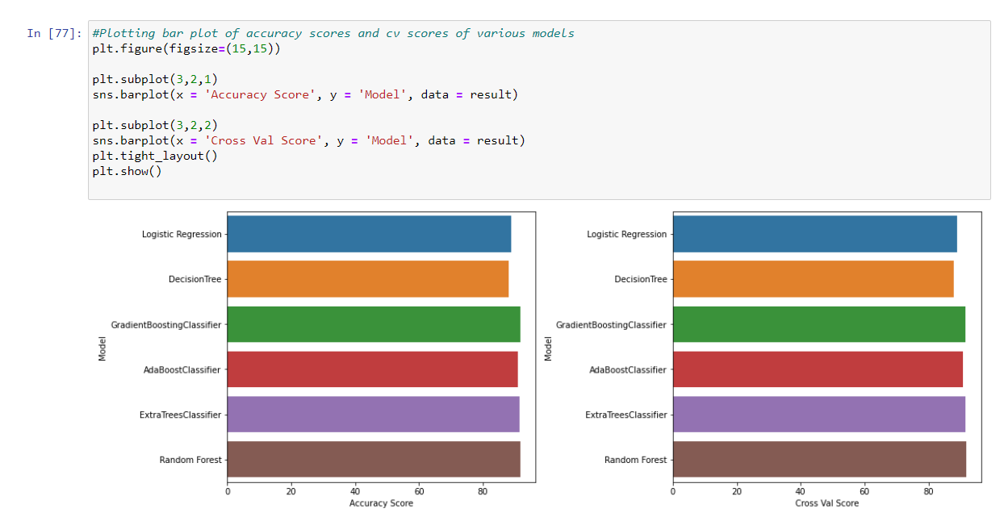 In [77]:
#Plotting bar plot of accuracy scores and cv scores of various models
plt.figure(figsize=(15,15))
plt.subplot(3,2,1)
sns.barplot(x = 'Accuracy Score', y = 'Model', data = result)
plt.subplot(3,2,2)
sns.barplot(x = 'Cross Val Score', y = 'Model', data = result)
plt.tight_layout()
plt.show()
Model
Logistic Regression
DecisionTree
GradientBoostingClassifier
AdaBoostClassifier
ExtraTreesClassifier
Random Forest
0 20 40 60 80
Accuracy Score
Model
Logistic Regression
DecisionTree
GradientBoostingClassifier
AdaBoostClassifier
ExtraTreesClassifier
Random Forest
0 20 40 60 80
Cross Val Score